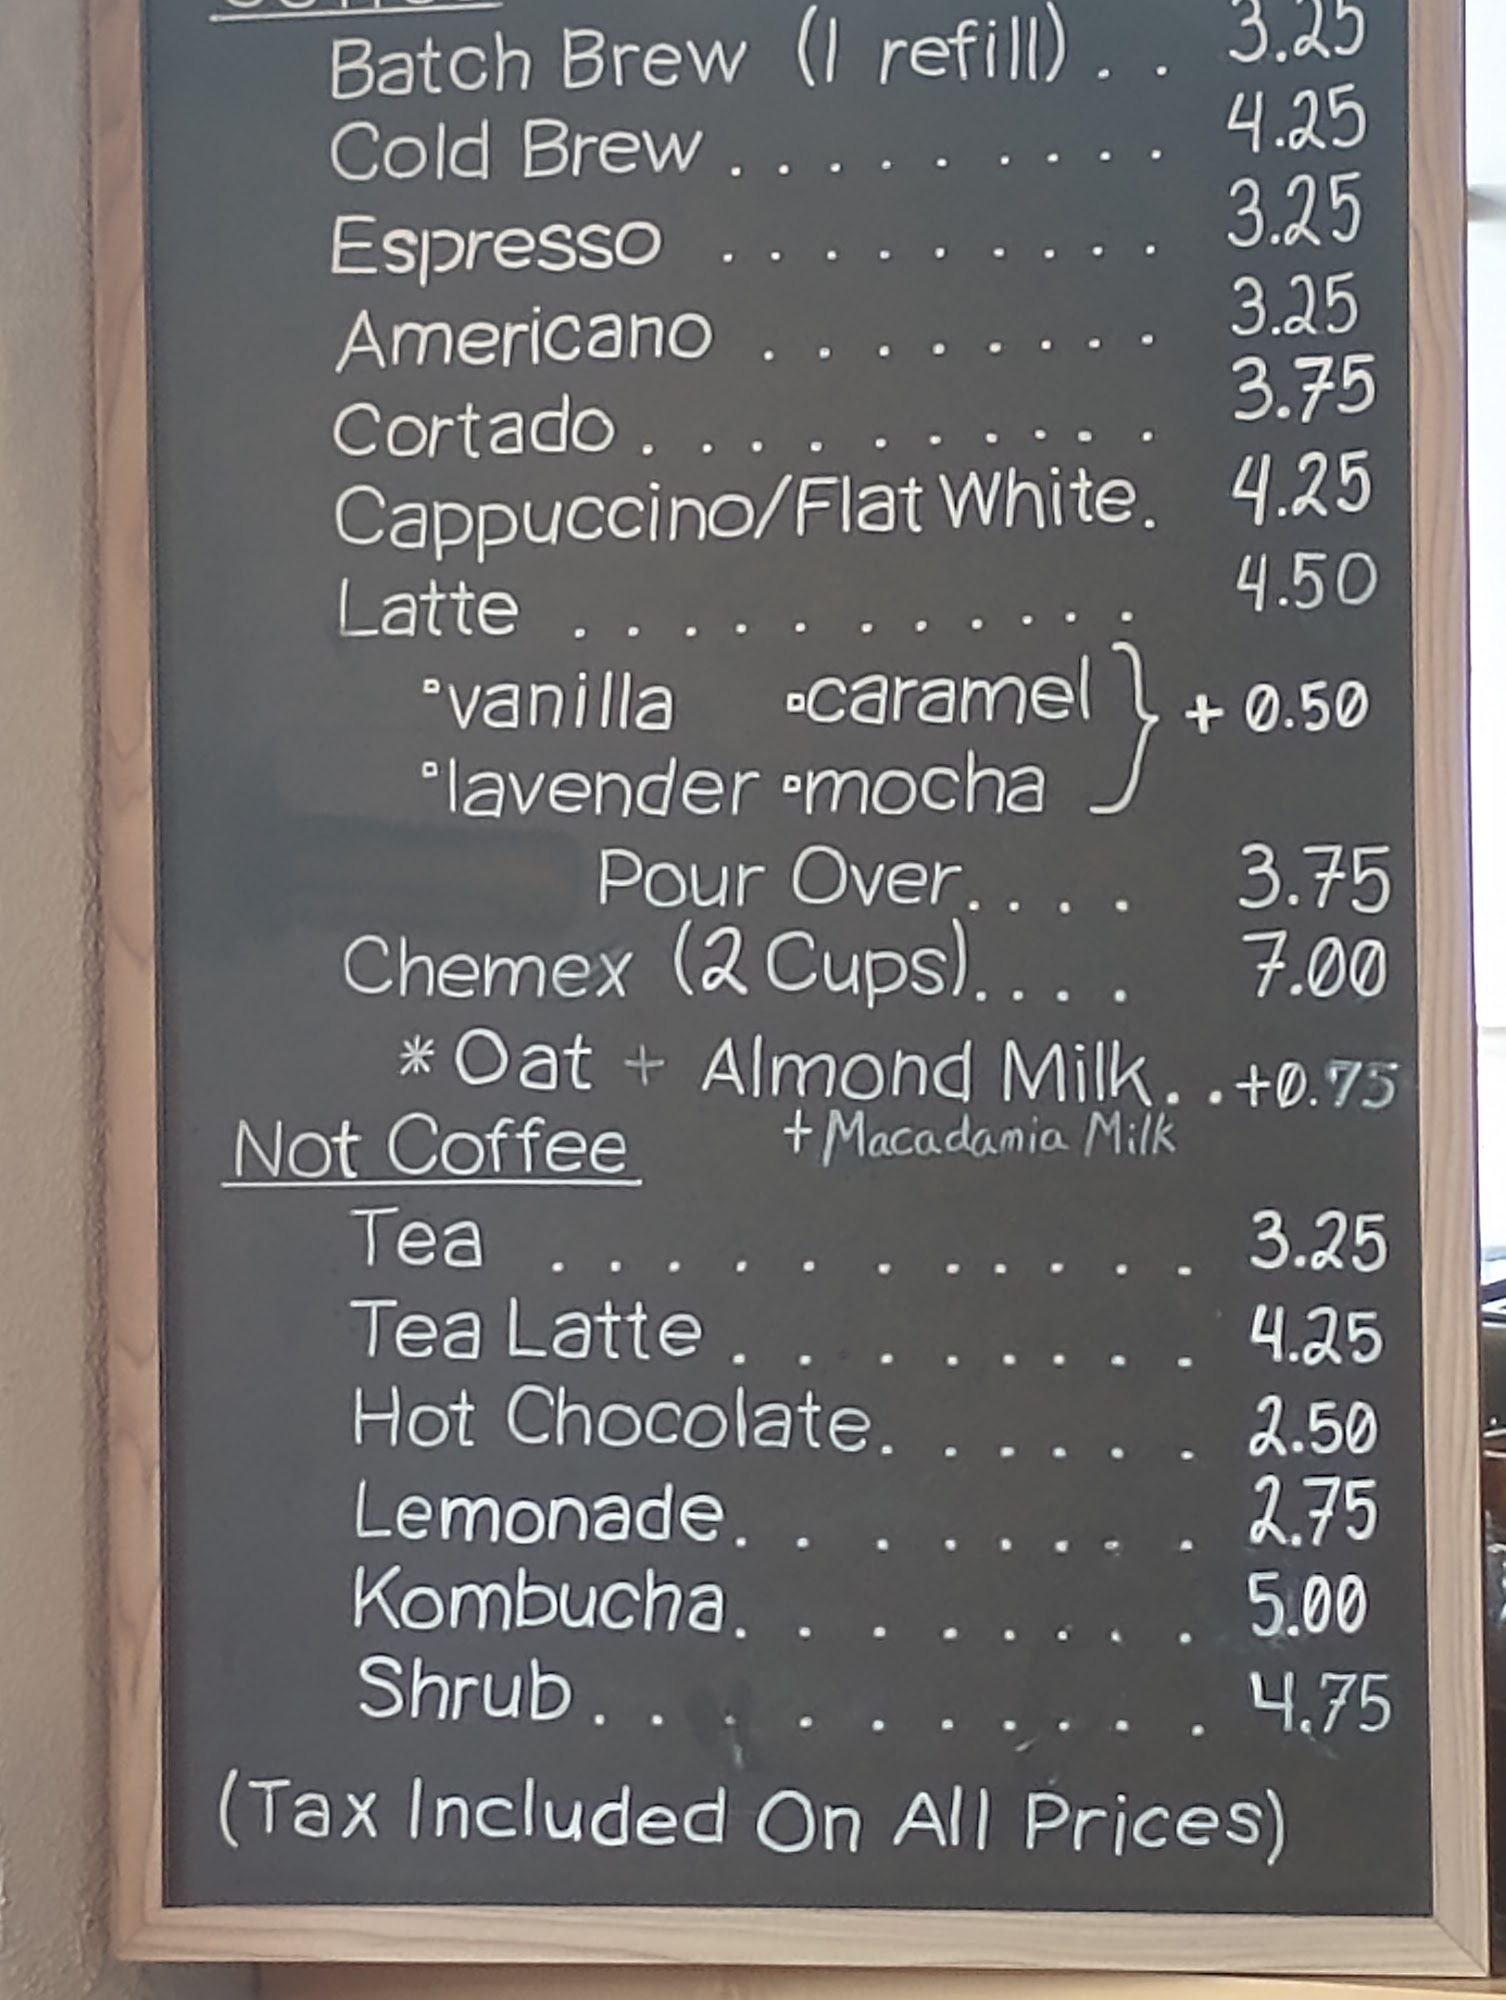 Coffee
Batch Brew (1 refill) . . 3.25
Cold Brew . . . . . . . . . 4.25
Espresso . . . . . . . . . 3.25
Americano . . . . . . . . 3.25
Cortado . . . . . . . . . . 3.75
Cappuccino/Flat White . 4.25
Latte . . . . . . . . . . . 4.50
▫vanilla ▫caramel } + 0.50
▫lavender ▫mocha
Pour Over . . . . 3.75
Chemex (2 Cups) . . . . 7.00
* Oat + Almond Milk . . +0.75
+ Macadamia Milk
Not Coffee
Tea . . . . . . . . . . . 3.25
Tea Latte . . . . . . . . 4.25
Hot Chocolate . . . . . . 2.50
Lemonade . . . . . . . . 2.75
Kombucha . . . . . . . . 5.00
Shrub . . . . . . . . . . 4.75
(Tax Included On All Prices)